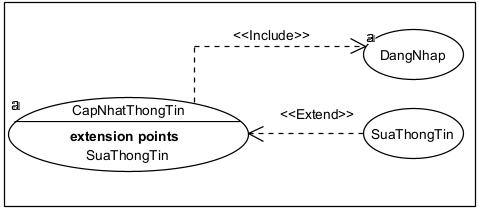 <<Include>>
a
DangNhap
a
CapNhatThongTin
<<Extend>>
extension points
SuaThongTin
SuaThongTin